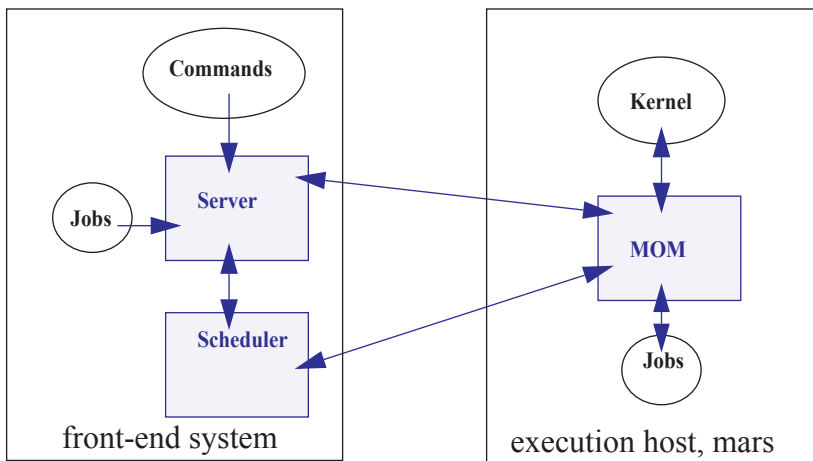 Commands
Jobs
Server
Scheduler
front-end system
Kernel
MOM
Jobs
execution host, mars